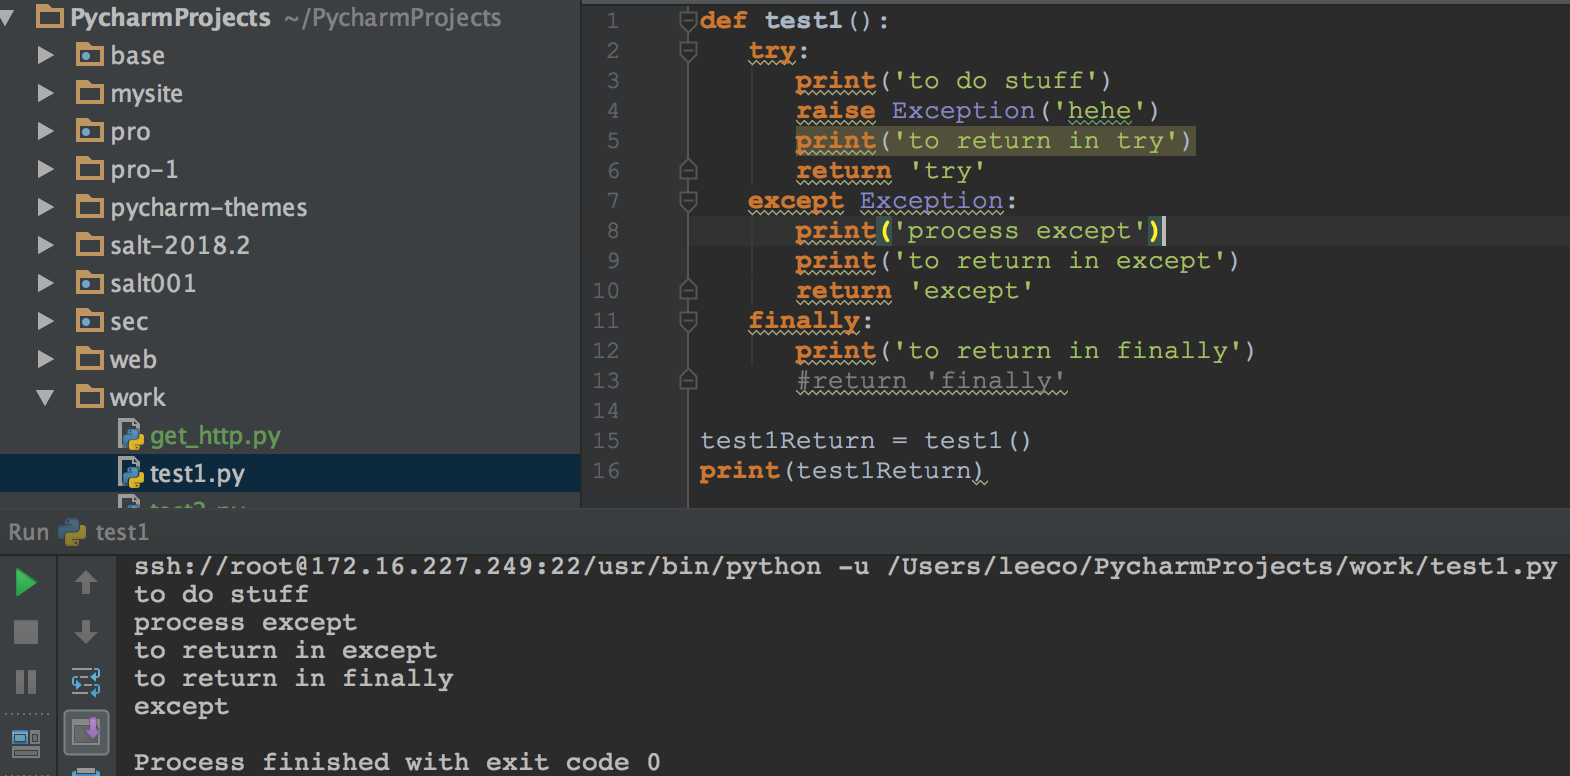 PycharmProjects ~/PycharmProjects
base
mysite
pro
pro-1
pycharm-themes
salt-2018.2
salt001
sec
web
work
get_http.py
test1.py
1 def test1():
2 try:
3 print('to do stuff')
4 raise Exception('hehe')
5 print('to return in try')
6 return 'try'
7 except Exception:
8 print('process except')
9 print('to return in except')
10 return 'except'
11 finally:
12 print('to return in finally')
13 #return 'finally'
14
15 test1Return = test1()
16 print(test1Return)
Run test1
ssh://root@172.16.227.249:22/usr/bin/python -u /Users/leeco/PycharmProjects/work/test1.py
to do stuff
process except
to return in except
to return in finally
except
Process finished with exit code 0